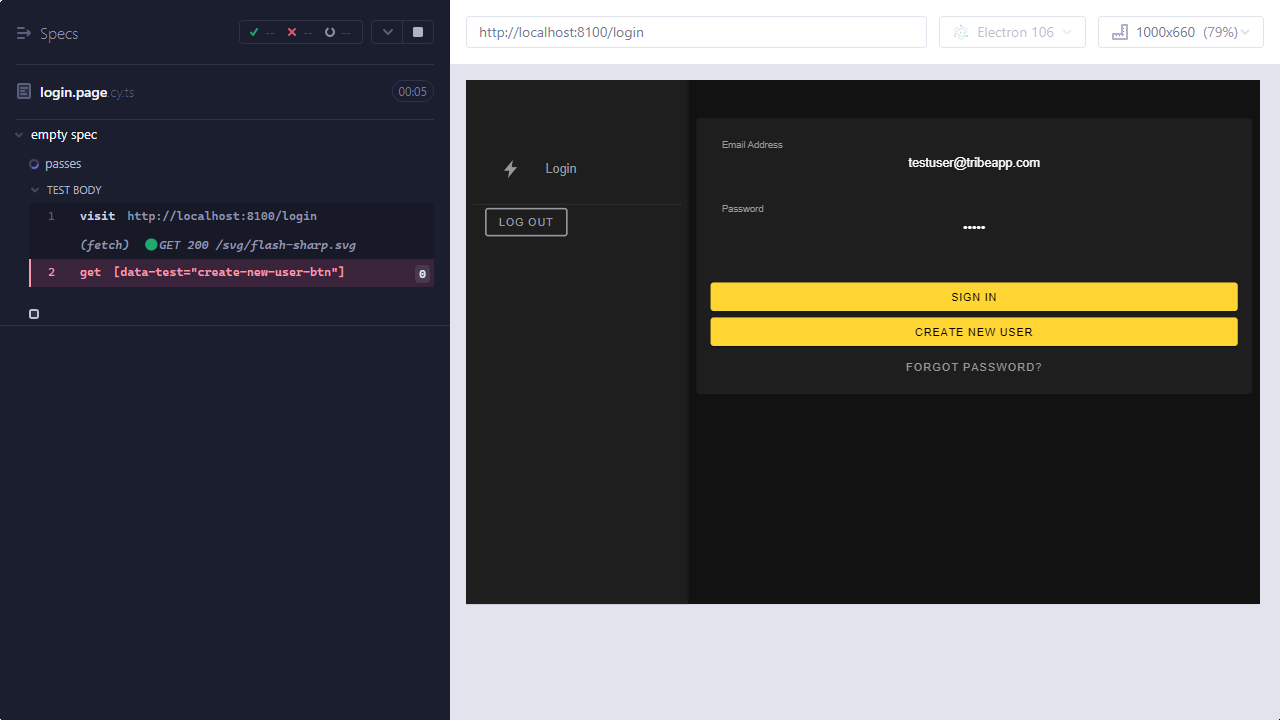 Specs
-- -- --
login.page.cy.ts
00:05
empty spec
passes
TEST BODY
1 visit http://localhost:8100/login
(fetch) GET 200 /svg/flash-sharp.svg
2 get [data-test="create-new-user-btn"] 0
http://localhost:8100/login
Electron 106
1000x660 (79%)
Login
LOG OUT
Email Address
testuser@tribeapp.com
Password
•••••
SIGN IN
CREATE NEW USER
FORGOT PASSWORD?